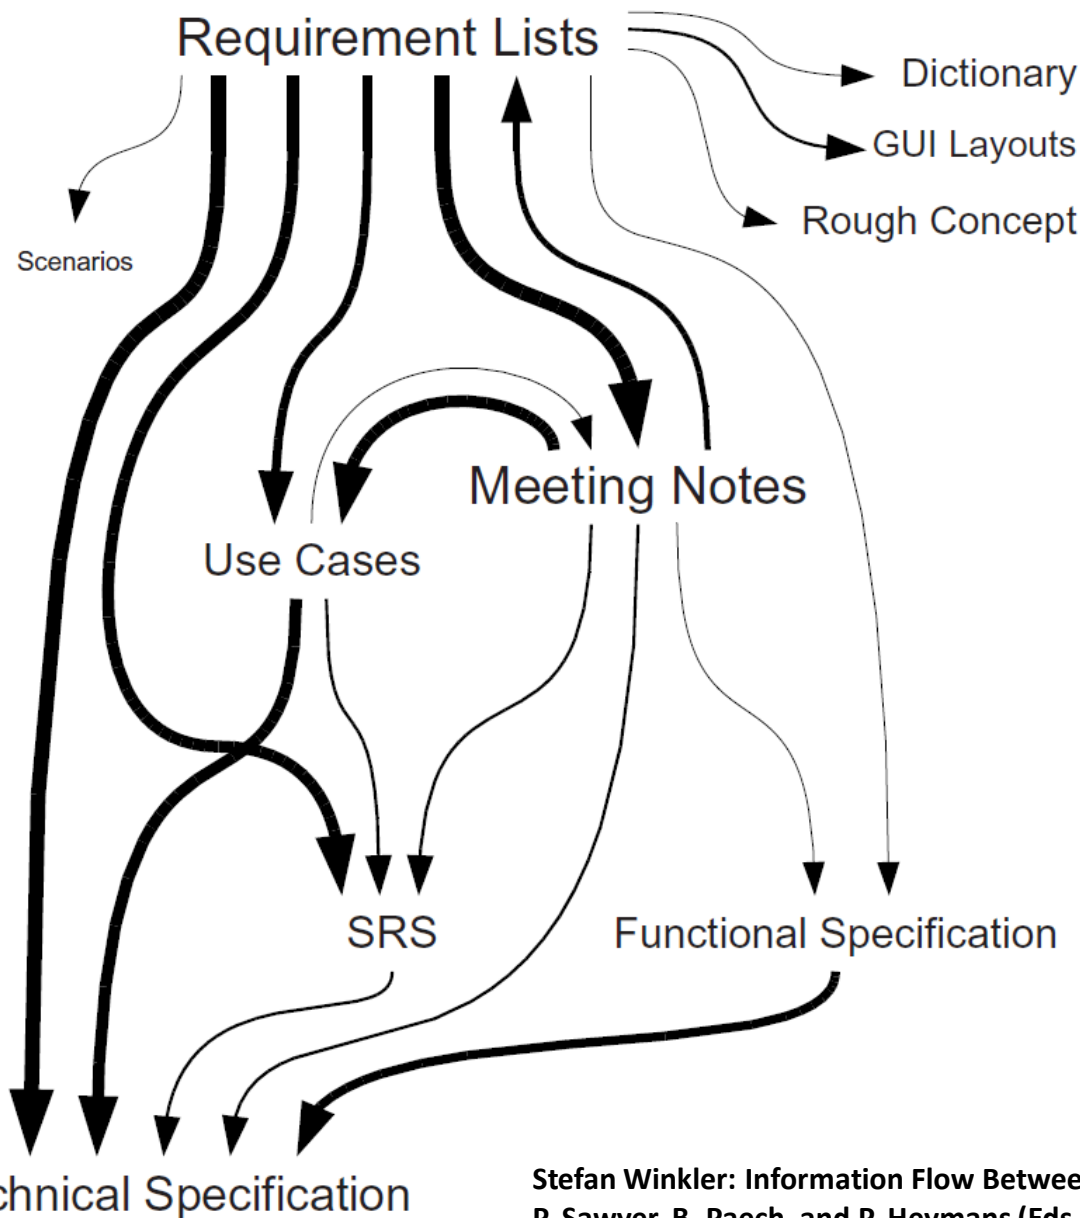 Requirement Lists
Dictionary
GUI Layouts
Rough Concept
Scenarios
Meeting Notes
Use Cases
SRS
Functional Specification
chnical Specification
Stefan Winkler: Information Flow Betwee
P. Sawyer, B. Paech, and P. Heymans (Eds